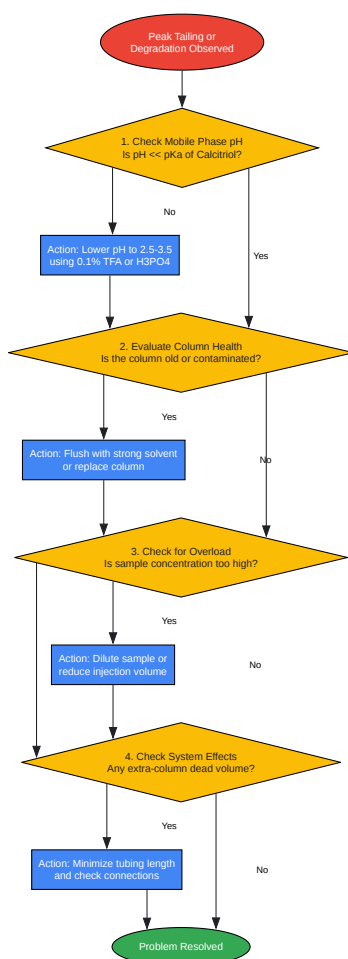 Peak Tailing or
Degradation Observed
1. Check Mobile Phase pH
Is pH << pKa of Calcitriol?
No
Action: Lower pH to 2.5-3.5
using 0.1% TFA or H3PO4
Yes
2. Evaluate Column Health
Is the column old or contaminated?
Yes
Action: Flush with strong solvent
or replace column
No
3. Check for Overload
Is sample concentration too high?
Yes
Action: Dilute sample or
reduce injection volume
No
4. Check System Effects
Any extra-column dead volume?
Yes
Action: Minimize tubing length
and check connections
No
Problem Resolved